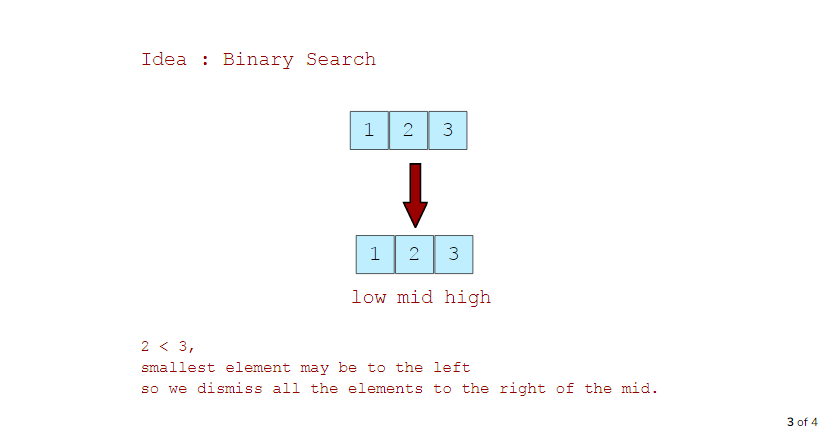 Idea : Binary Search
1 2 3
1 2 3
low mid high
2 < 3,
smallest element may be to the left
so we dismiss all the elements to the right of the mid.
3 of 4